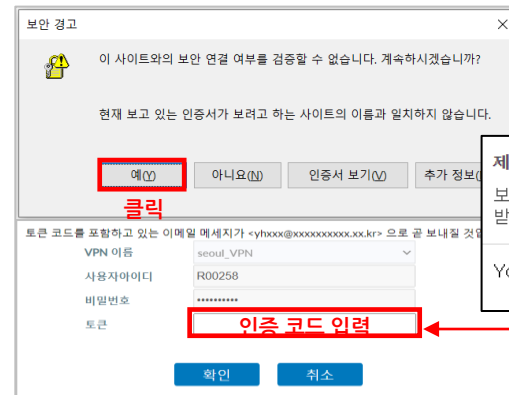 보안 경고
이 사이트와의 보안 연결 여부를 검증할 수 없습니다. 계속하시겠습니까?
현재 보고 있는 인증서가 보려고 하는 사이트의 이름과 일치하지 않습니다.
예(Y) 아니요(N) 인증서 보기(V) 추가 정보(
클릭
제
보
받
Yo
토큰 코드를 포함하고 있는 이메일 메세지가 <yhxxx@xxxxxxxxxx.xx.kr> 으로 곧 보내질 것
VPN 이름 seoul_VPN
사용자아이디 R00258
비밀번호 ••••••••••
토큰 인증 코드 입력
확인 취소